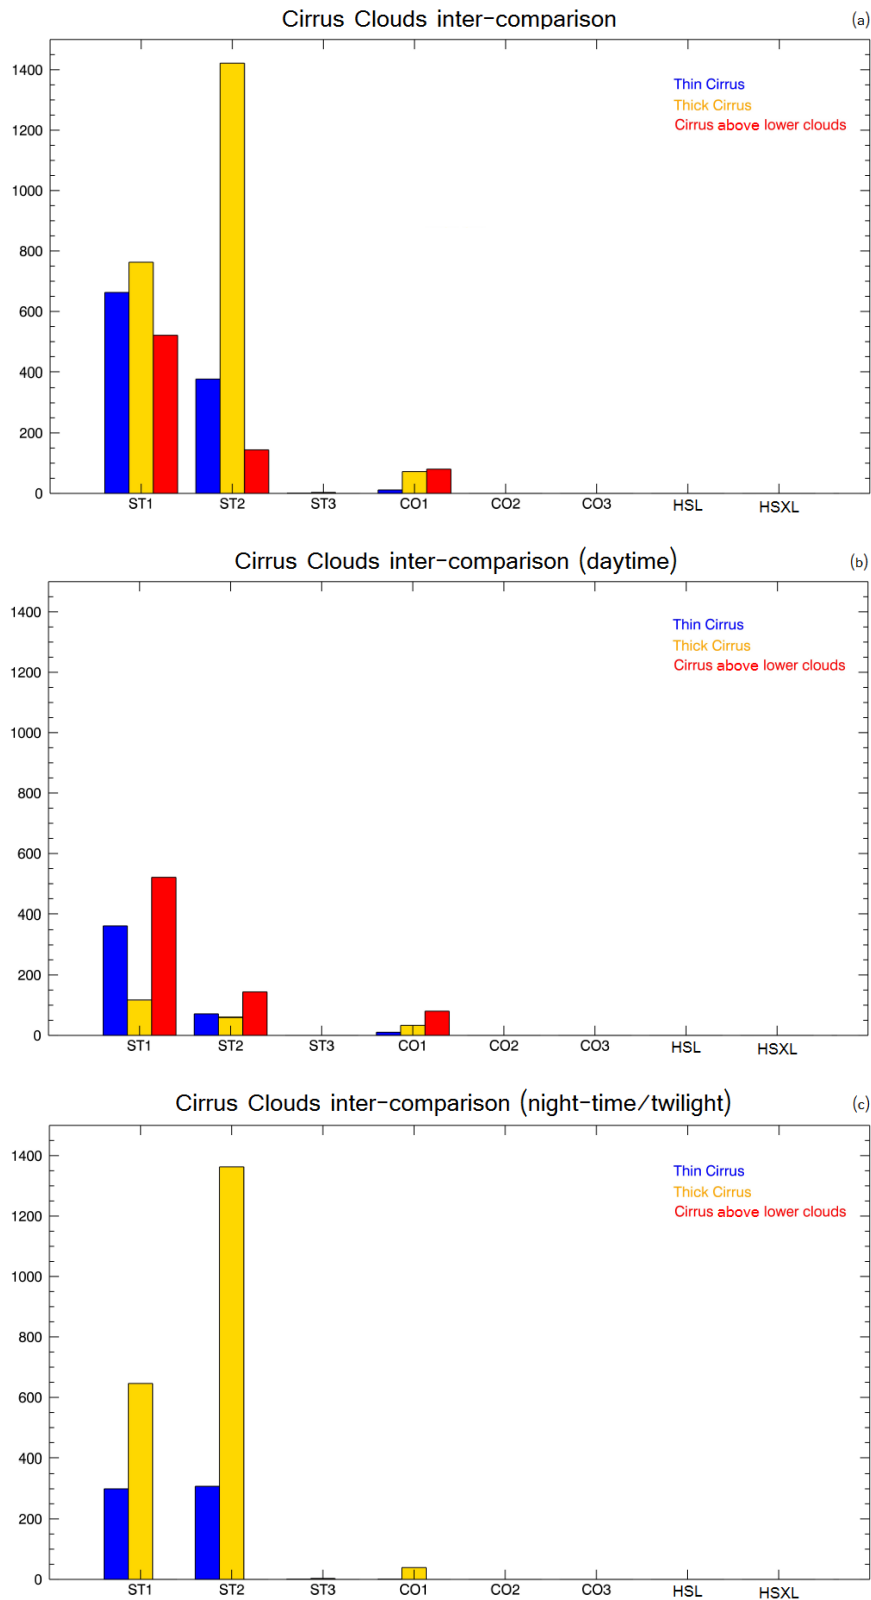 Cirrus Clouds inter-comparison (a)
1400
1200
1000
800
600
400
200
0
Thin Cirrus
Thick Cirrus
Cirrus above lower clouds
ST1 ST2 ST3 CO1 CO2 CO3 HSL HSXL
Cirrus Clouds inter-comparison (daytime) (b)
1400
1200
1000
800
600
400
200
0
Thin Cirrus
Thick Cirrus
Cirrus above lower clouds
ST1 ST2 ST3 CO1 CO2 CO3 HSL HSXL
Cirrus Clouds inter-comparison (night-time/twilight) (c)
1400
1200
1000
800
600
400
200
0
Thin Cirrus
Thick Cirrus
Cirrus above lower clouds
ST1 ST2 ST3 CO1 CO2 CO3 HSL HSXL